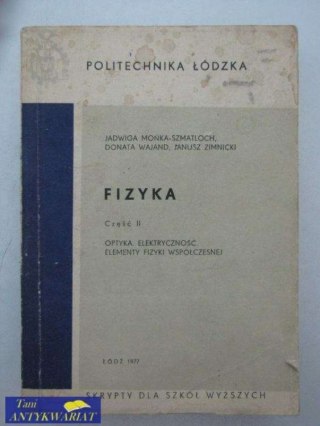 POLITECHNIKA ŁÓDZKA
JADWIGA MOŃKA-SZMATLOCH,
DONATA WAJAND, JANUSZ ZIMNICKI
FIZYKA
Część II
OPTYKA, ELEKTRYCZNOŚĆ,
ELEMENTY FIZYKI WSPÓŁCZESNEJ
ŁÓDŹ 1977
SKRYPTY DLA SZKÓŁ WYŻSZYCH
Tani
ANTYKWARIAT